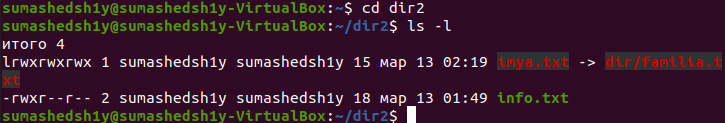 sumashedsh1y@sumashedsh1y-VirtualBox:~$ cd dir2
sumashedsh1y@sumashedsh1y-VirtualBox:~/dir2$ ls -l
итого 4
lrwxrwxrwx 1 sumashedsh1y sumashedsh1y 15 мар 13 02:19 imya.txt -> dir/familia.t
xt
-rwxr--r-- 2 sumashedsh1y sumashedsh1y 18 мар 13 01:49 info.txt
sumashedsh1y@sumashedsh1y-VirtualBox:~/dir2$